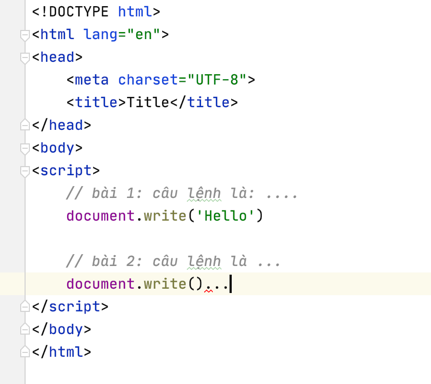 <!DOCTYPE html>
<html lang="en">
<head>
    <meta charset="UTF-8">
    <title>Title</title>
</head>
<body>
<script>
    // bài 1: câu lệnh là: ....
    document.write('Hello')

    // bài 2: câu lệnh là ...
    document.write()...
</script>
</body>
</html>